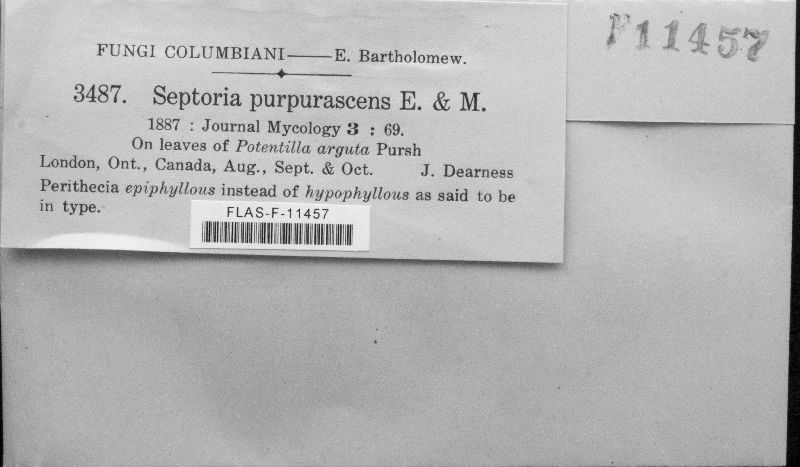 FUNGI COLUMBIANI—E. Bartholomew.
F11457
3487. Septoria purpurascens E. & M.
1887 : Journal Mycology 3 : 69.
On leaves of Potentilla arguta Pursh
London, Ont., Canada, Aug., Sept. & Oct. J. Dearness
Perithecia epiphyllous instead of hypophyllous as said to be
in type.
FLAS-F-11457